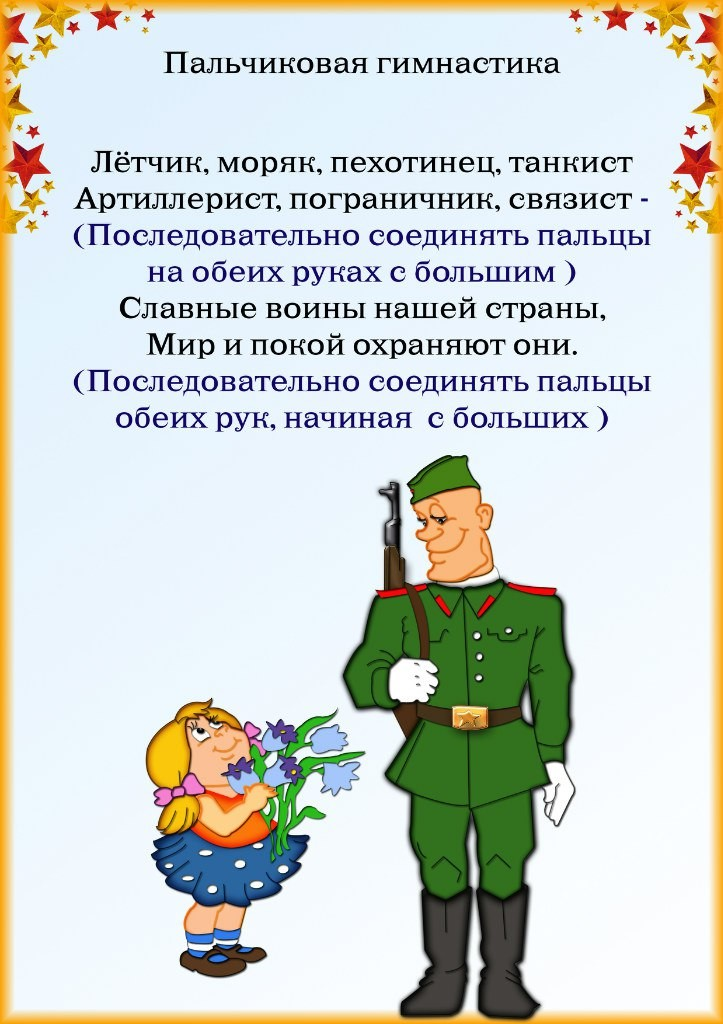 Пальчиковая гимнастика
Лётчик, моряк, пехотинец, танкист
Артиллерист, пограничник, связист -
(Последовательно соединять пальцы
на обеих руках с большим )
Славные воины нашей страны,
Мир и покой охраняют они.
(Последовательно соединять пальцы
обеих рук, начиная  с больших )